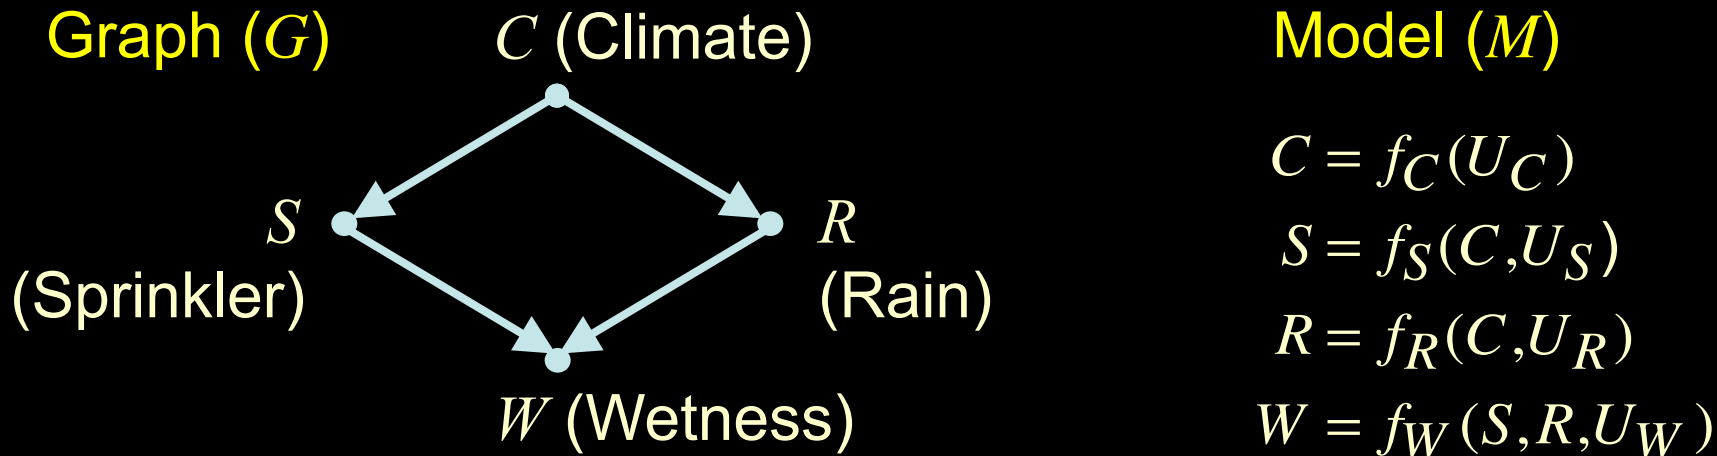 Graph (G)
C (Climate)
S
(Sprinkler)
R
(Rain)
W (Wetness)
Model (M)
C = f_C(U_C)
S = f_S(C,U_S)
R = f_R(C,U_R)
W = f_W(S,R,U_W)